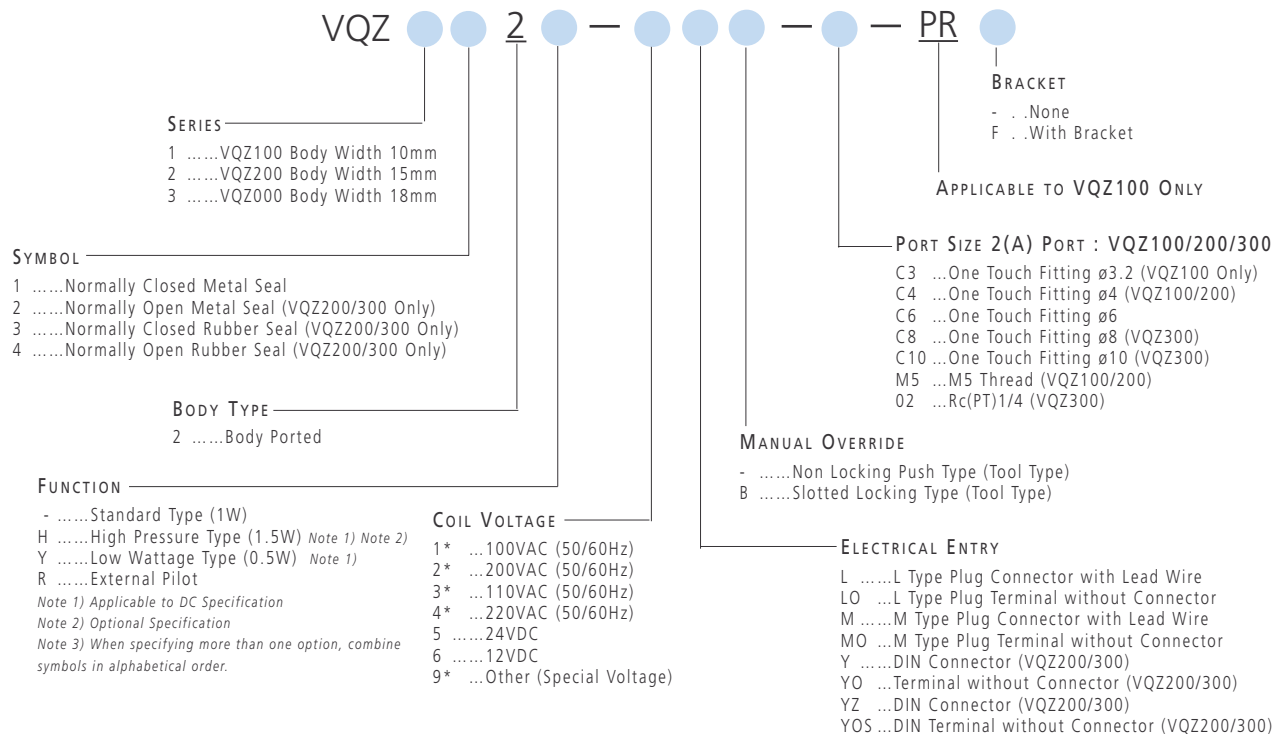 VQZ 2 — — — PR
BRACKET
- . .None
F . .With Bracket
SERIES
1 ......VQZ100 Body Width 10mm
2 ......VQZ200 Body Width 15mm
3 ......VQZ000 Body Width 18mm
APPLICABLE TO VQZ100 ONLY
PORT SIZE 2(A) PORT : VQZ100/200/300
C3 ...One Touch Fitting ø3.2 (VQZ100 Only)
C4 ...One Touch Fitting ø4 (VQZ100/200)
C6 ...One Touch Fitting ø6
C8 ...One Touch Fitting ø8 (VQZ300)
C10 ...One Touch Fitting ø10 (VQZ300)
M5 ...M5 Thread (VQZ100/200)
02 ...Rc(PT)1/4 (VQZ300)
SYMBOL
1 ......Normally Closed Metal Seal
2 ......Normally Open Metal Seal (VQZ200/300 Only)
3 ......Normally Closed Rubber Seal (VQZ200/300 Only)
4 ......Normally Open Rubber Seal (VQZ200/300 Only)
BODY TYPE
2 ......Body Ported
MANUAL OVERRIDE
- ......Non Locking Push Type (Tool Type)
B ......Slotted Locking Type (Tool Type)
FUNCTION
- ......Standard Type (1W)
H ......High Pressure Type (1.5W) Note 1) Note 2)
Y ......Low Wattage Type (0.5W) Note 1)
R ......External Pilot
Note 1) Applicable to DC Specification
Note 2) Optional Specification
Note 3) When specifying more than one option, combine
symbols in alphabetical order.
COIL VOLTAGE
1* ...100VAC (50/60Hz)
2* ...200VAC (50/60Hz)
3* ...110VAC (50/60Hz)
4* ...220VAC (50/60Hz)
5 ......24VDC
6 ......12VDC
9* ...Other (Special Voltage)
ELECTRICAL ENTRY
L ......L Type Plug Connector with Lead Wire
LO ...L Type Plug Terminal without Connector
M ......M Type Plug Connector with Lead Wire
MO ...M Type Plug Terminal without Connector
Y ......DIN Connector (VQZ200/300)
YO ...Terminal without Connector (VQZ200/300)
YZ ...DIN Connector (VQZ200/300)
YOS ...DIN Terminal without Connector (VQZ200/300)